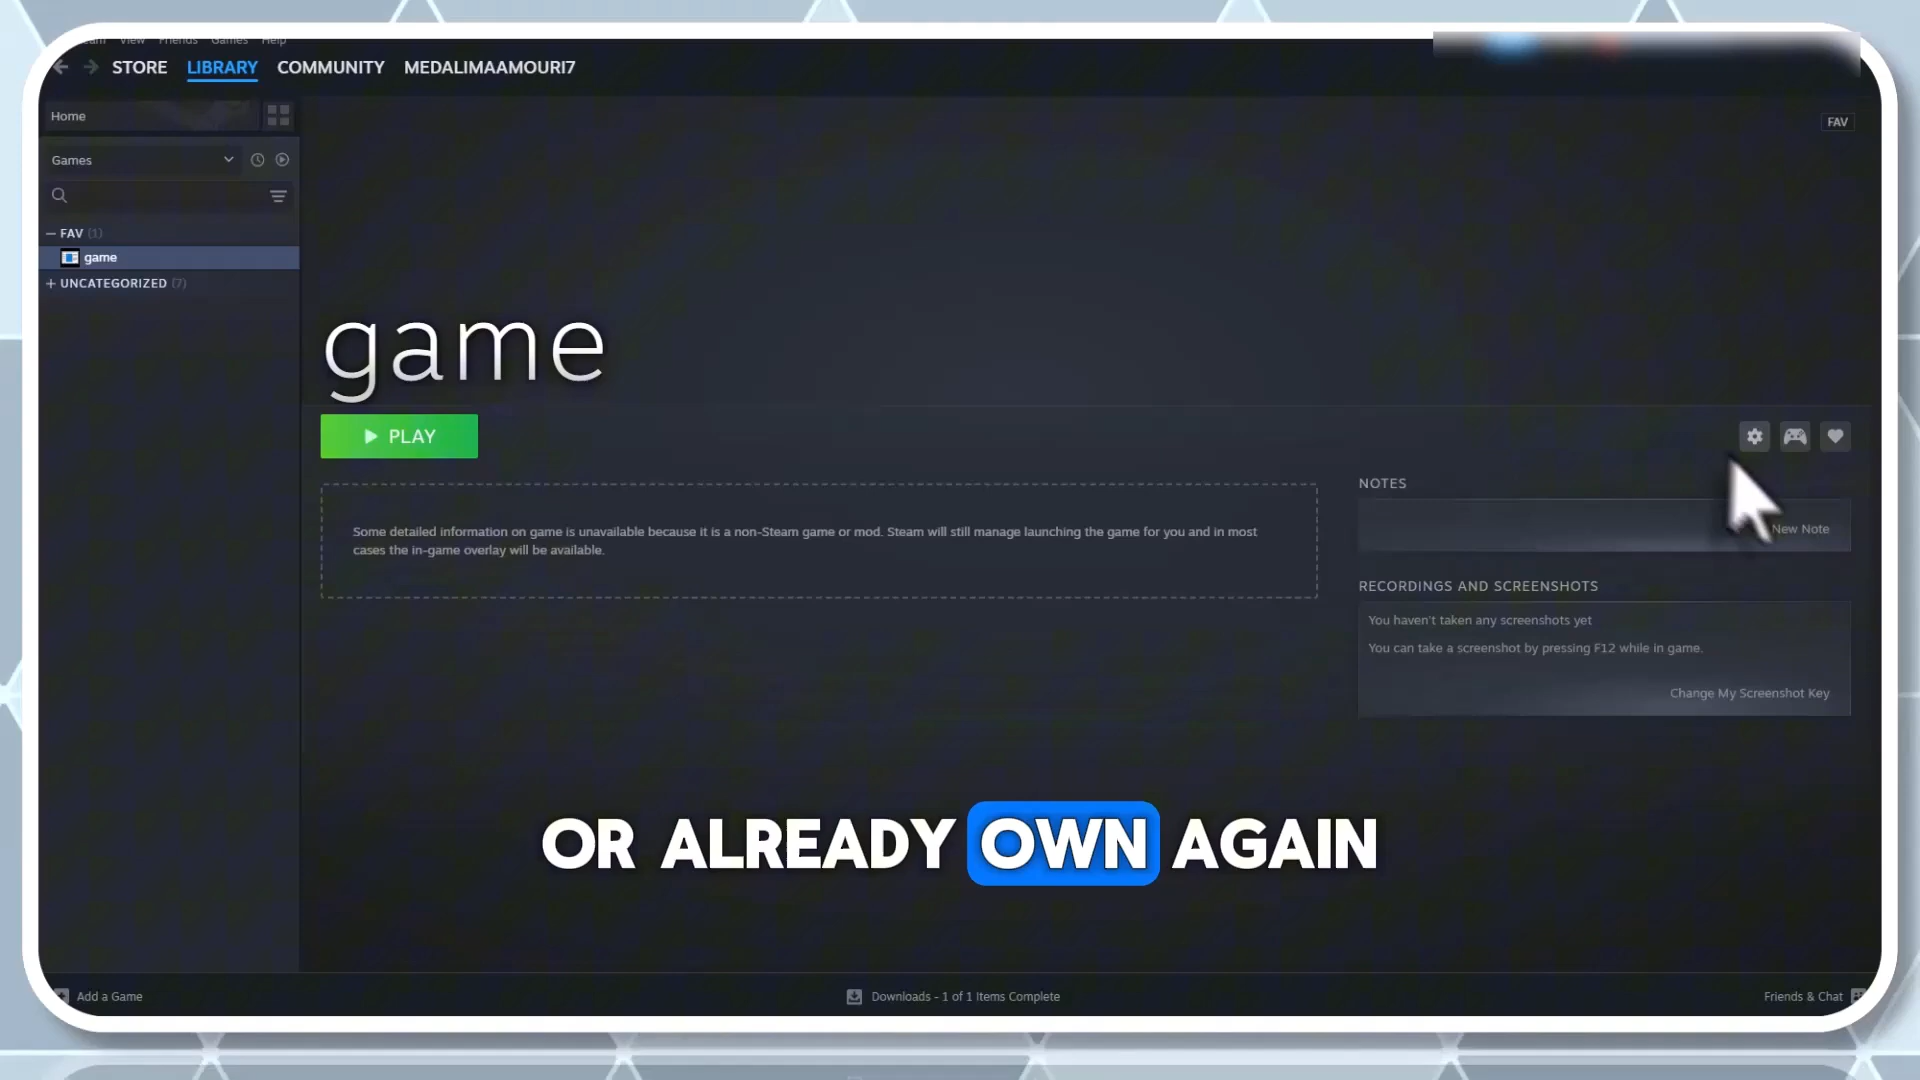 View Friends Games Help
STORE LIBRARY COMMUNITY MEDALIMAAMOURI7
Home
FAV
Games
— FAV (1)
game
+ UNCATEGORIZED (7)
game
PLAY
NOTES
Some detailed information on game is unavailable because it is a non-Steam game or mod. Steam will still manage launching the game for you and in most
cases the in-game overlay will be available.
New Note
RECORDINGS AND SCREENSHOTS
You haven't taken any screenshots yet
You can take a screenshot by pressing F12 while in game.
Change My Screenshot Key
OR ALREADY OWN AGAIN
Add a Game
Downloads - 1 of 1 Items Complete
Friends & Chat